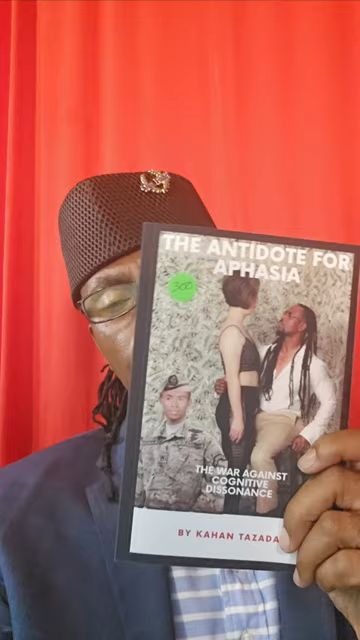 THE ANTIDOTE FOR
APHASIA
300
THE WAR AGAINST
COGNITIVE
DISSONANCE
BY KAHAN TAZADA